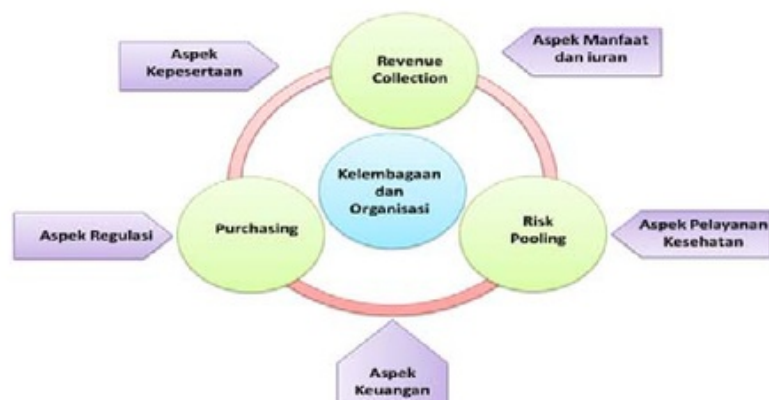 Aspek
Kepesertaan
Revenue
Collection
Aspek Manfaat
dan iuran
Kelembagaan
dan
Organisasi
Aspek Regulasi
Purchasing
Risk
Pooling
Aspek Pelayanan
Kesehatan
Aspek
Keuangan